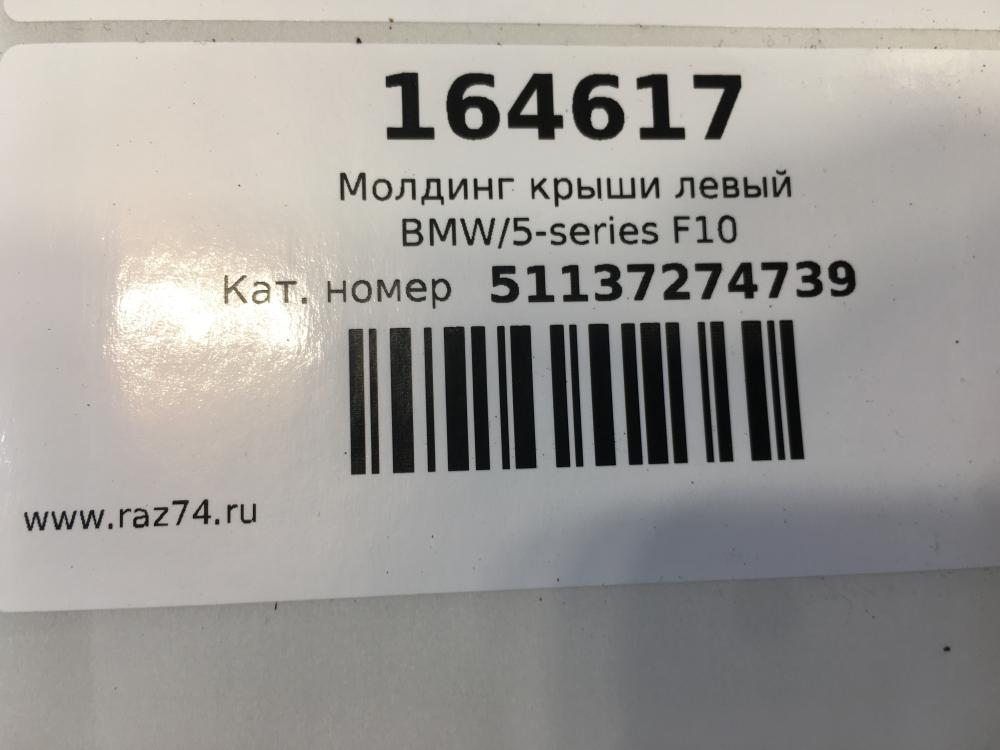 164617
Молдинг крыши левый
BMW/5-series F10
Кат. номер 51137274739
www.raz74.ru